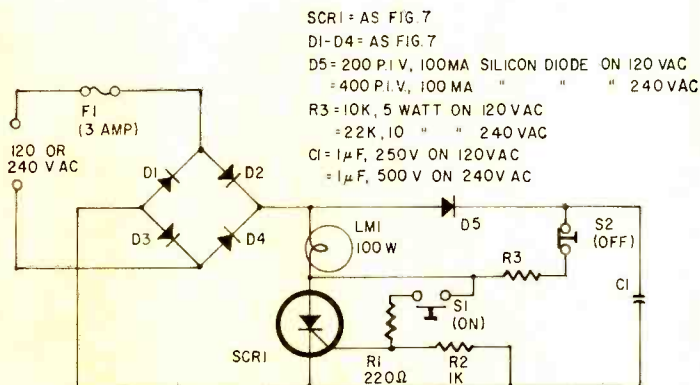 SCR1 = AS FIG. 7
D1-D4 = AS FIG. 7
D5 = 200 P.I.V, 100MA SILICON DIODE ON 120 VAC
= 400 P.I.V, 100 MA " " " 240 VAC
R3 = 10K, 5 WATT ON 120 VAC
= 22K, 10 " " 240 VAC
C1 = 1µF, 250V ON 120VAC
= 1µF, 500V ON 240V AC
F1
(3 AMP)
120 OR
240 VAC
D1
D2
D3
D4
LM1
100 W
D5
S2
(OFF)
R3
C1
S1
(ON)
SCR1
R1
220Ω
R2
1K